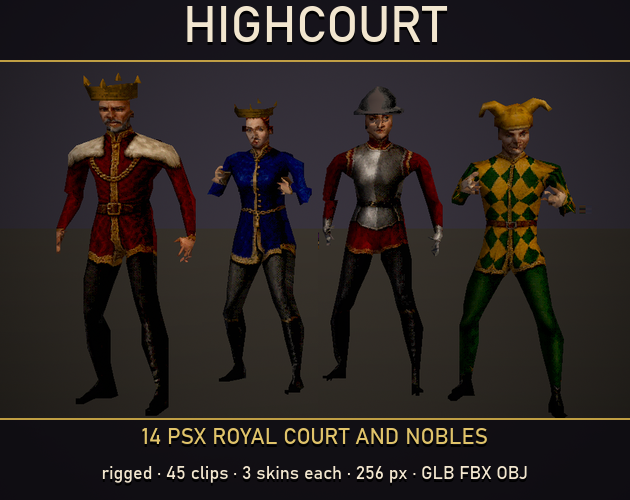 HIGHCOURT
14 PSX ROYAL COURT AND NOBLES
rigged · 45 clips · 3 skins each · 256 px · GLB FBX OBJ